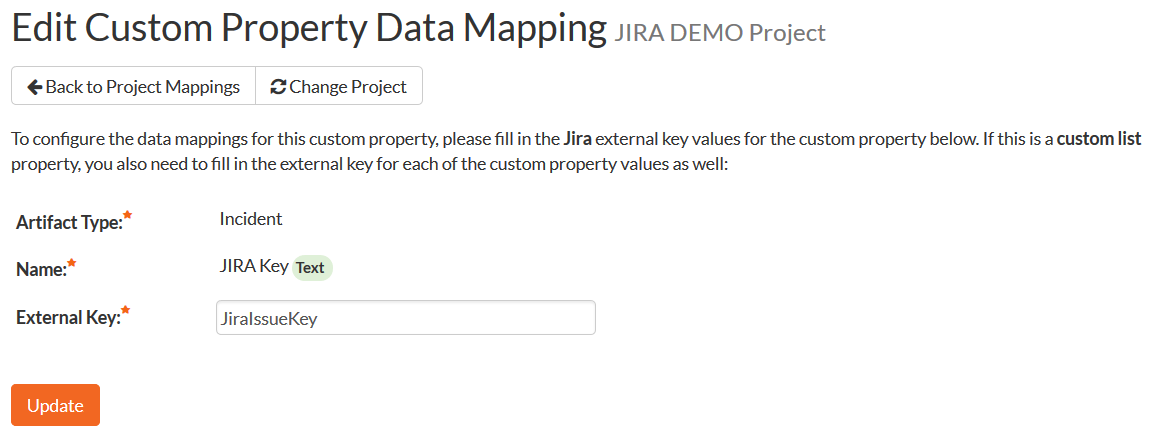 Edit Custom Property Data Mapping JIRA DEMO Project
Back to Project Mappings Change Project
To configure the data mappings for this custom property, please fill in the Jira external key values for the custom property below. If this is a custom list
property, you also need to fill in the external key for each of the custom property values as well:
Artifact Type:* Incident
Name:* JIRA Key Text
External Key:* JiraIssueKey
Update